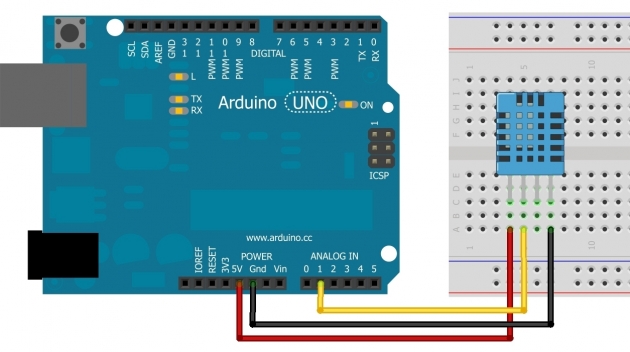 SCL
SDA
AREF
GND
13
12
PWM 11
PWM 10
PWM 9
8
DIGITAL
7
PWM 6
PWM 5
4
PWM 3
2
TX 1
RX 0
L
TX
RX
Arduino UNO
ON
1
ICSP
www.arduino.cc
POWER
ANALOG IN
IOREF
RESET
3V3
5V
Gnd
Vin
0 1 2 3 4 5
1 5 10
J
I
H
G
F
E
D
C
B
A
1 10